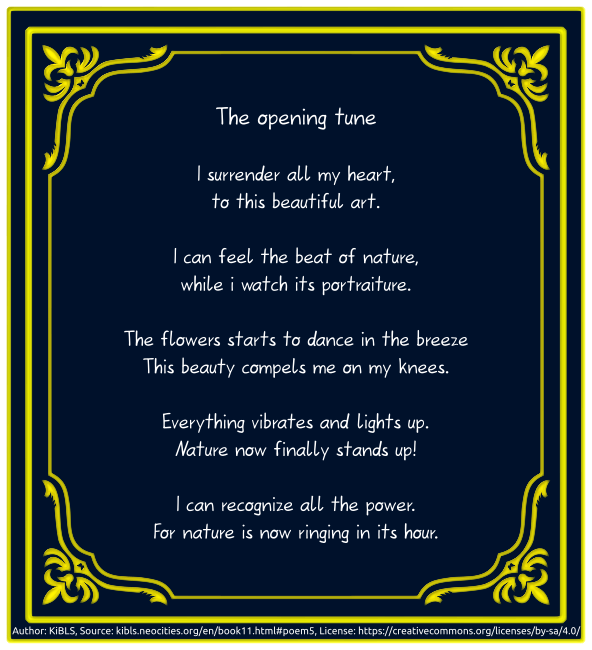 The opening tune
I surrender all my heart,
to this beautiful art.
I can feel the beat of nature,
while i watch its portraiture.
The flowers starts to dance in the breeze
This beauty compels me on my knees.
Everything vibrates and lights up.
Nature now finally stands up!
I can recognize all the power.
For nature is now ringing in its hour.
Author: KiBLS, Source: kibls.neocities.org/en/book11.html#poem5, License: https://creativecommons.org/licenses/by-sa/4.0/